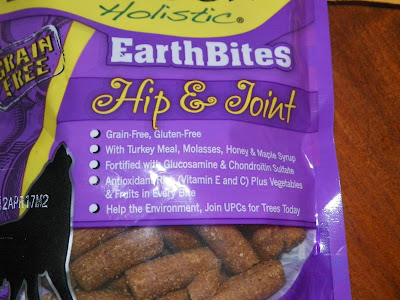 Holistic®
GRAIN
FREE
EarthBites
Hip & Joint
Grain-Free, Gluten-Free
With Turkey Meal, Molasses, Honey & Maple Syrup
Fortified with Glucosamine & Chondroitin Sulfate
Antioxidant Rich (Vitamin E and C) Plus Vegetables
& Fruits in Every Bite
Help the Environment, Join UPCs for Trees Today